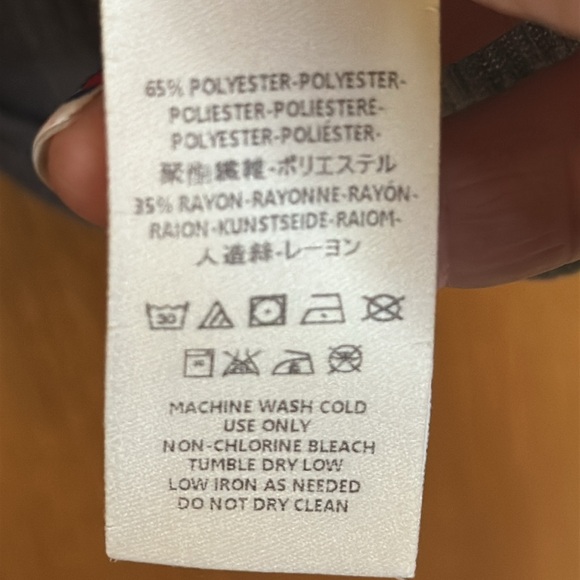 65% POLYESTER-POLYESTER-
POLIESTER-POLIESTERE-
POLYESTER-POLIÉSTER-
聚酯纖維-ポリエステル
35% RAYON-RAYONNE-RAYÓN-
RAION-KUNSTSEIDE-RAIOM-
人造絲-レーヨン
30
MACHINE WASH COLD
USE ONLY
NON-CHLORINE BLEACH
TUMBLE DRY LOW
LOW IRON AS NEEDED
DO NOT DRY CLEAN